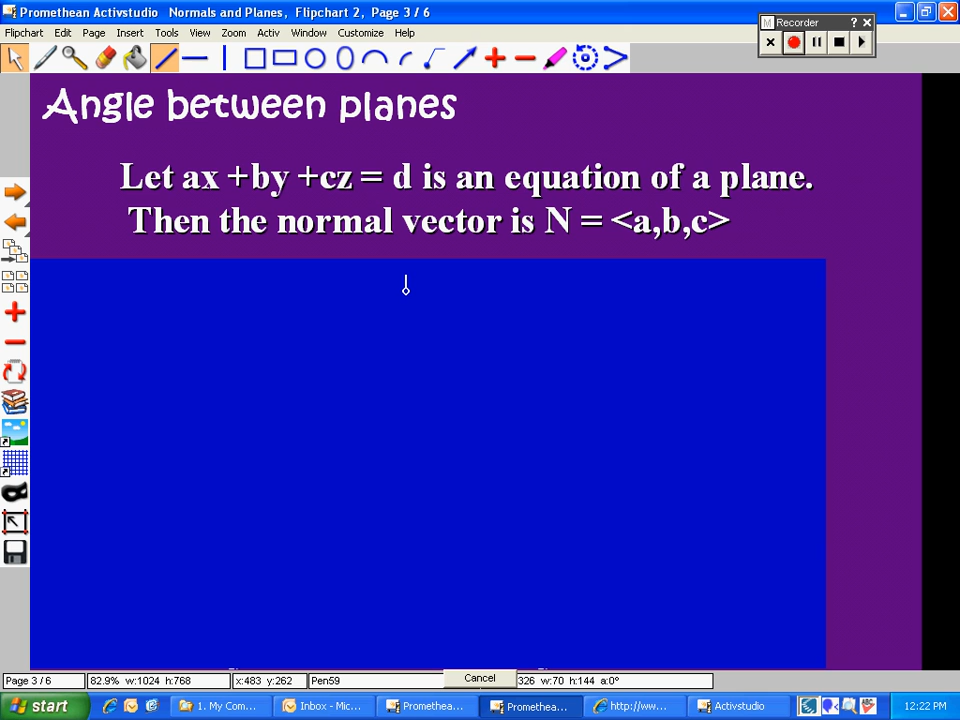 Promethean Activstudio Normals and Planes, Flipchart 2, Page 3 / 6
Recorder ? ×
Flipchart Edit Page Insert Tools View Zoom Activ Window Customize Help
Angle between planes
Let ax +by +cz = d is an equation of a plane.
Then the normal vector is N = <a,b,c>
Page 3 / 6 82.9% w:1024 h:768 x:483 y:262 Pen59 Cancel 326 w:70 h:144 a:0°
start 1. My Com... Inbox - Mic... Promethea... Promethea... http://ww... Activstudio 12:22 PM